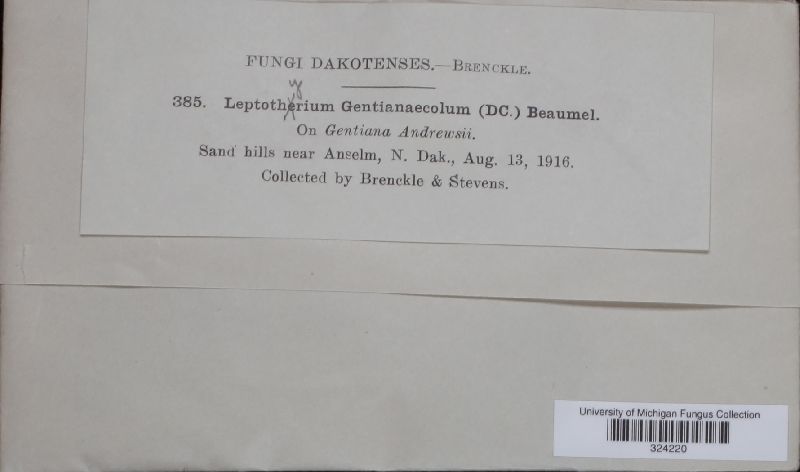 FUNGI DAKOTENSES.—BRENCKLE.
y
385. Leptotherium Gentianaecolum (DC.) Beaumel.
On Gentiana Andrewsii.
Sand hills near Anselm, N. Dak., Aug. 13, 1916.
Collected by Brenckle & Stevens.
University of Michigan Fungus Collection
324220